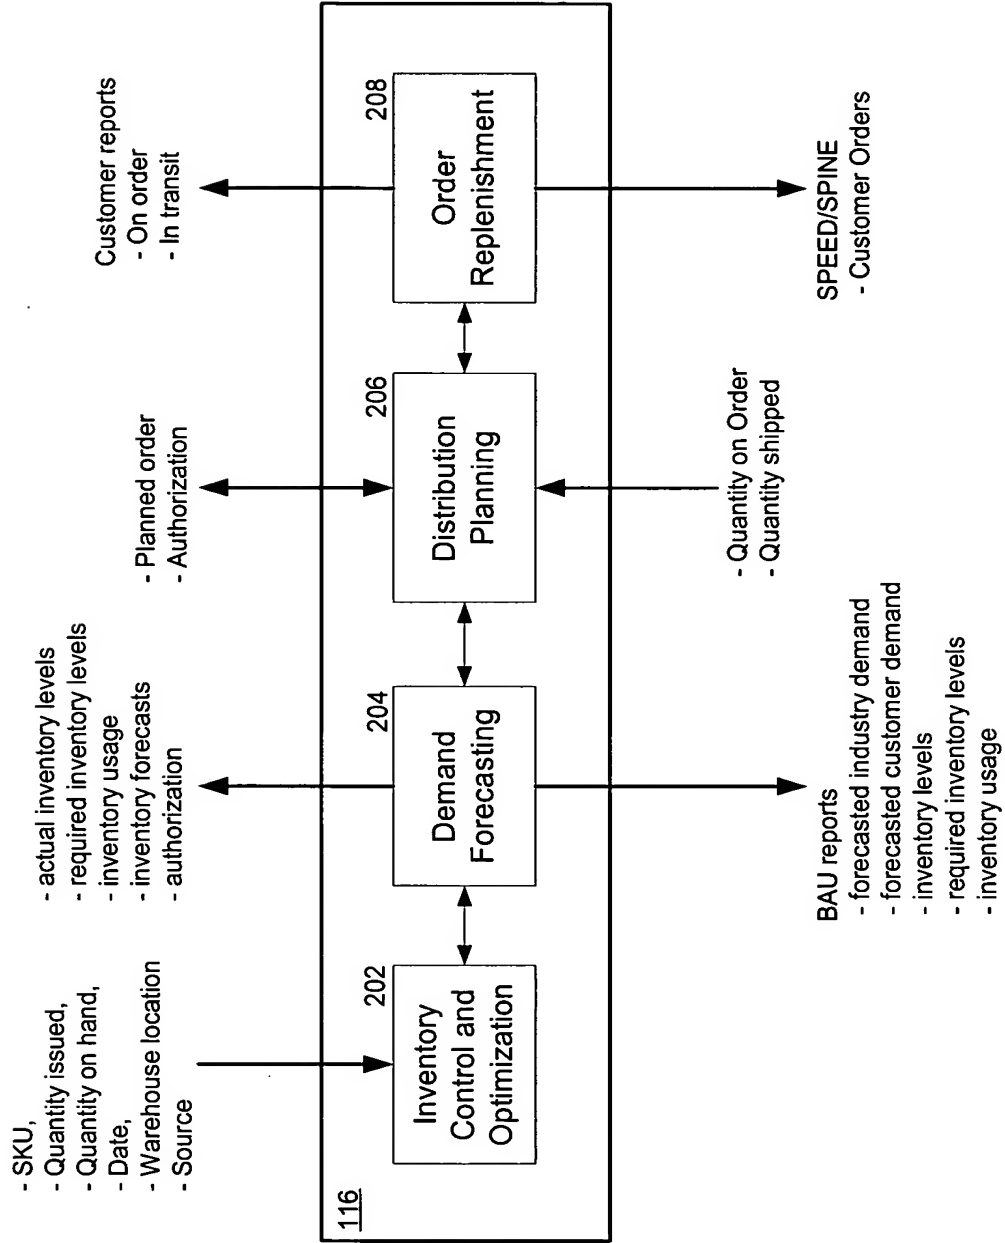 - SKU,
- Quantity issued,
- Quantity on hand,
- Date,
- Warehouse location
- Source
- actual inventory levels
- required inventory levels
- inventory usage
- inventory forecasts
- authorization
- Planned order
- Authorization
Customer reports
- On order
- In transit
116
202
Inventory
Control and
Optimization
204
Demand
Forecasting
206
Distribution
Planning
208
Order
Replenishment
BAU reports
- forecasted industry demand
- forecasted customer demand
- inventory levels
- required inventory levels
- inventory usage
- Quantity on Order
- Quantity shipped
SPEED/SPINE
- Customer Orders